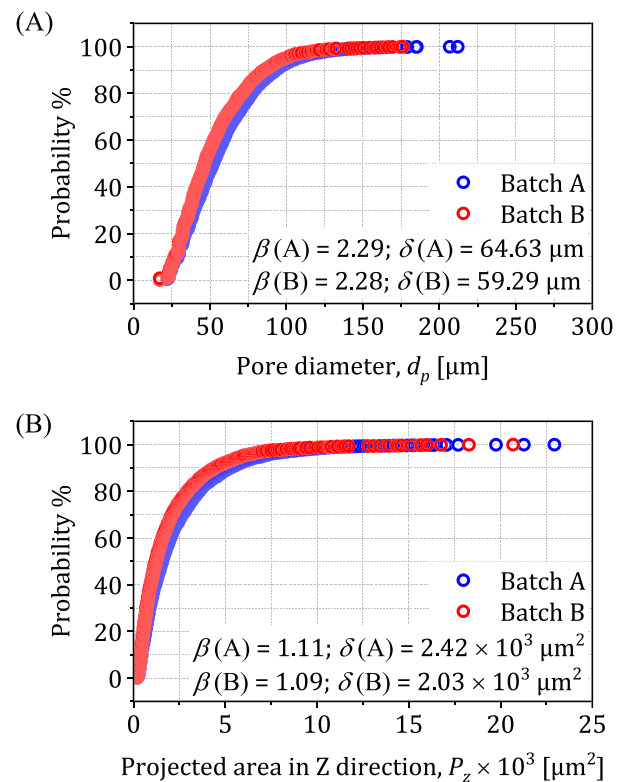 (A)
100
80
60
40
20
0
Probability %
Batch A
Batch B
β(A) = 2.29; δ(A) = 64.63 μm
β(B) = 2.28; δ(B) = 59.29 μm
0 50 100 150 200 250 300
Pore diameter, dₚ [μm]
(B)
100
80
60
40
20
0
Probability %
Batch A
Batch B
β(A) = 1.11; δ(A) = 2.42 × 10³ μm²
β(B) = 1.09; δ(B) = 2.03 × 10³ μm²
0 5 10 15 20 25
Projected area in Z direction, P_z × 10³ [μm²]